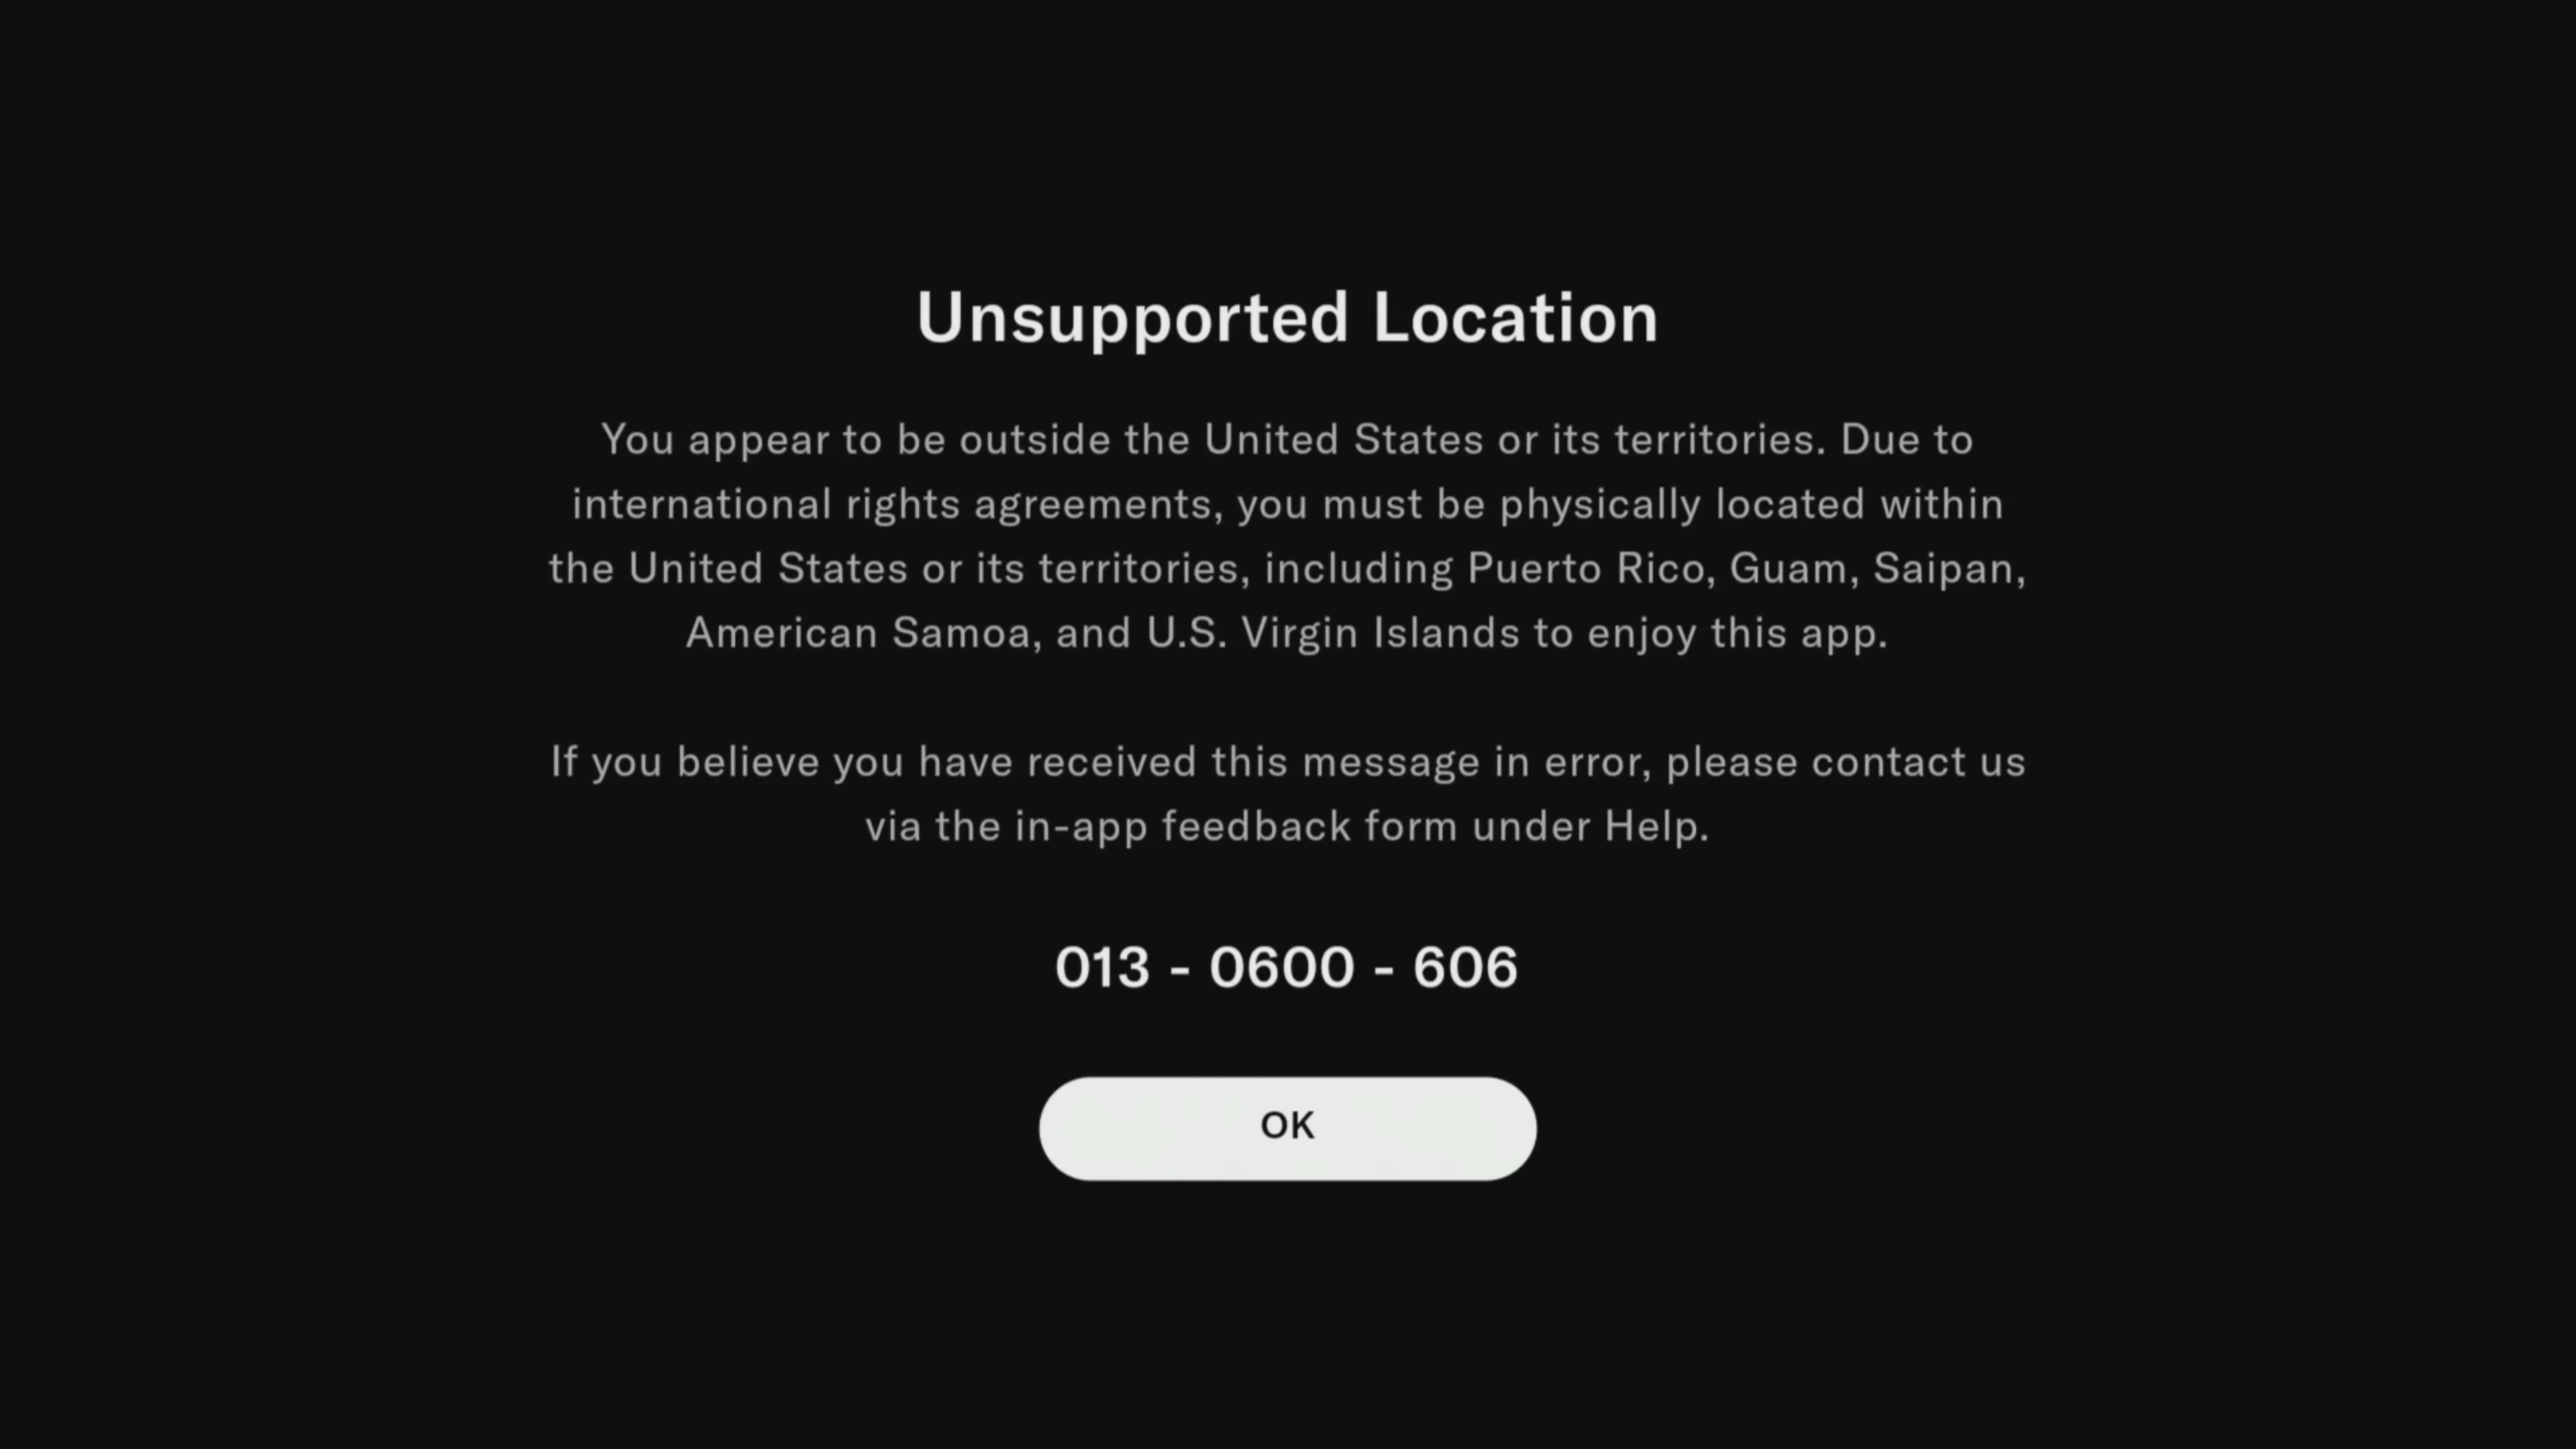 Unsupported Location
You appear to be outside the United States or its territories. Due to
international rights agreements, you must be physically located within
the United States or its territories, including Puerto Rico, Guam, Saipan,
American Samoa, and U.S. Virgin Islands to enjoy this app.
If you believe you have received this message in error, please contact us
via the in-app feedback form under Help.
013 - 0600 - 606
OK